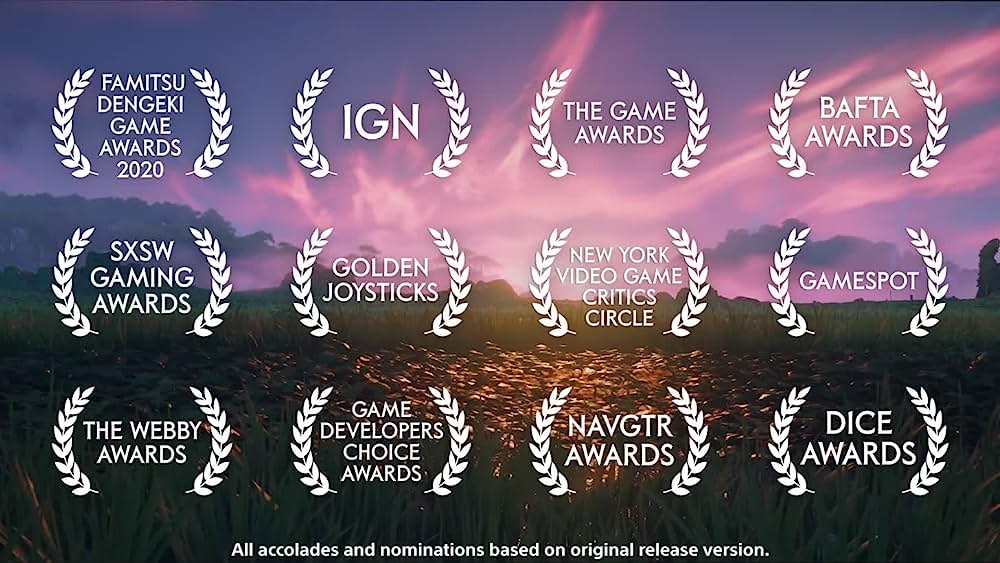 FAMITSU
DENGEKI
GAME
AWARDS
2020
IGN
THE GAME
AWARDS
BAFTA
AWARDS
SXSW
GAMING
AWARDS
GOLDEN
JOYSTICKS
NEW YORK
VIDEO GAME
CRITICS
CIRCLE
GAMESPOT
THE WEBBY
AWARDS
GAME
DEVELOPERS
CHOICE
AWARDS
NAVGTR
AWARDS
DICE
AWARDS
All accolades and nominations based on original release version.